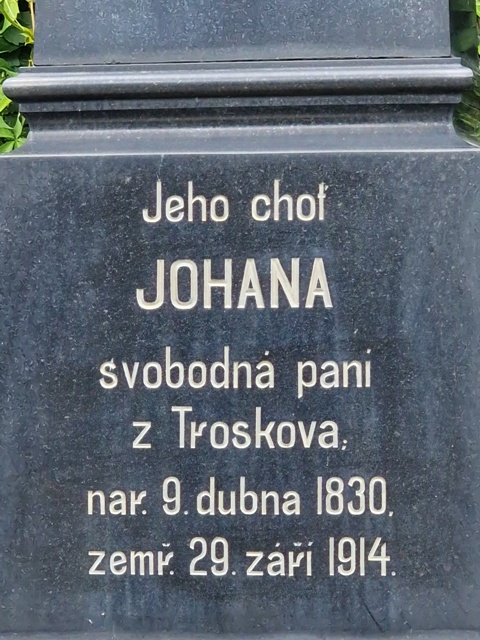 Jeho choť
JOHANA
svobodná paní
z Troskova,
nar. 9. dubna 1830,
zemř. 29. září 1914.